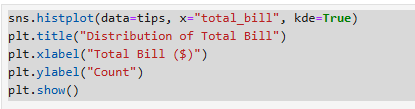 sns.histplot(data=tips, x="total_bill", kde=True)
plt.title("Distribution of Total Bill")
plt.xlabel("Total Bill ($)")
plt.ylabel("Count")
plt.show()